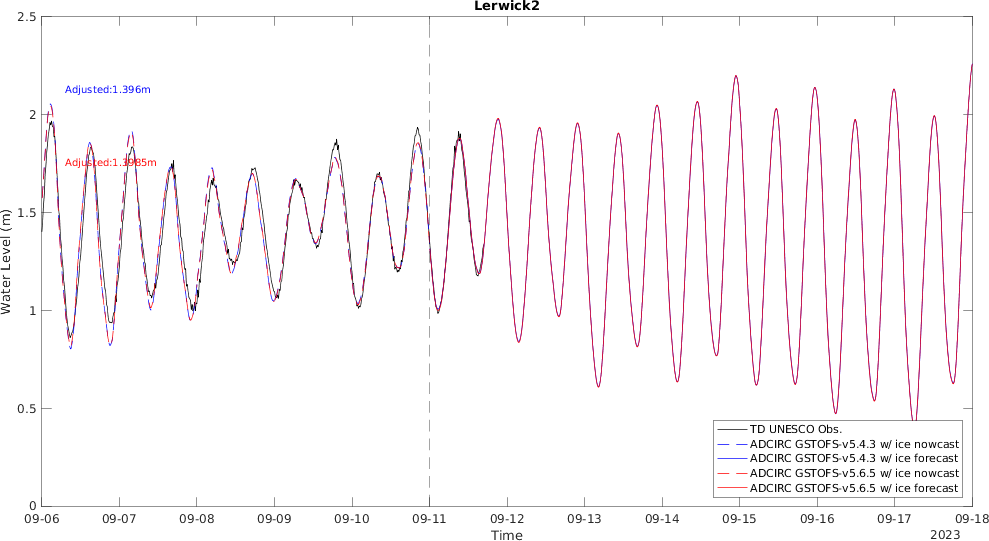 Lerwick2
2.5
2
1.5
1
0.5
0
Water Level (m)
Adjusted:1.396m
Adjusted:1.3985m
TD UNESCO Obs.
ADCIRC GSTOFS-v5.4.3 w/ ice nowcast
ADCIRC GSTOFS-v5.4.3 w/ ice forecast
ADCIRC GSTOFS-v5.6.5 w/ ice nowcast
ADCIRC GSTOFS-v5.6.5 w/ ice forecast
09-06 09-07 09-08 09-09 09-10 09-11 09-12 09-13 09-14 09-15 09-16 09-17 09-18
Time
2023